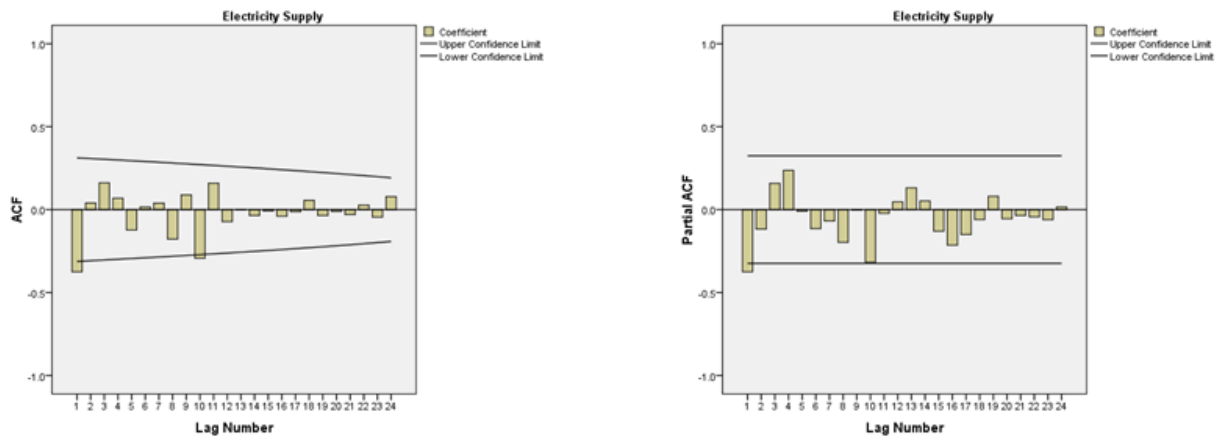 Electricity Supply
Coefficient
Upper Confidence Limit
Lower Confidence Limit
1.0
0.5
0.0
-0.5
-1.0
ACF
1 2 3 4 5 6 7 8 9 10 11 12 13 14 15 16 17 18 19 20 21 22 23 24
Lag Number
Electricity Supply
Coefficient
Upper Confidence Limit
Lower Confidence Limit
1.0
0.5
0.0
-0.5
-1.0
Partial ACF
1 2 3 4 5 6 7 8 9 10 11 12 13 14 15 16 17 18 19 20 21 22 23 24
Lag Number